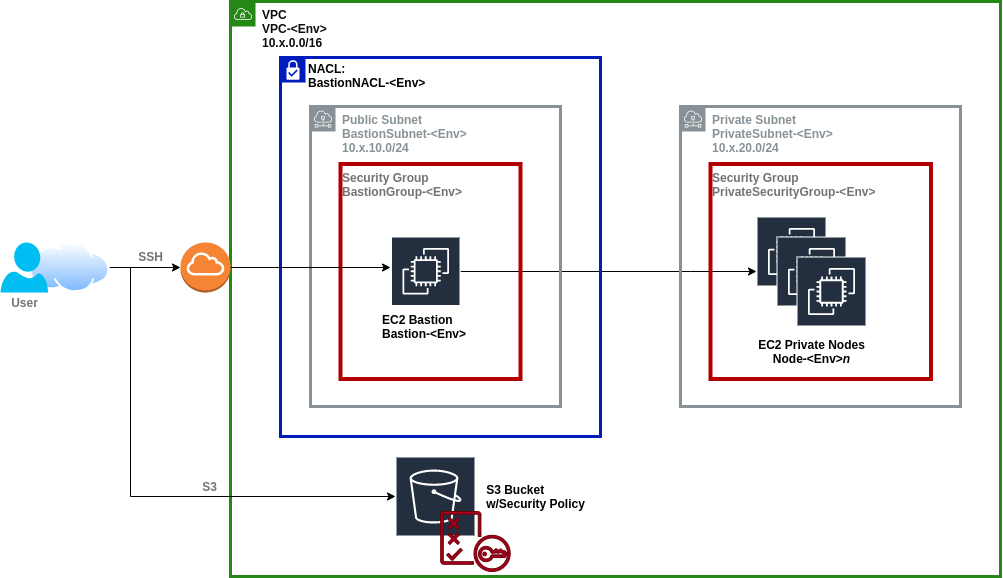 VPC
VPC-<Env>
10.x.0.0/16
NACL:
BastionNACL-<Env>
Public Subnet
BastionSubnet-<Env>
10.x.10.0/24
Private Subnet
PrivateSubnet-<Env>
10.x.20.0/24
Security Group
BastionGroup-<Env>
Security Group
PrivateSecurityGroup-<Env>
SSH
User
EC2 Bastion
Bastion-<Env>
EC2 Private Nodes
Node-<Env>n
S3
S3 Bucket
w/Security Policy